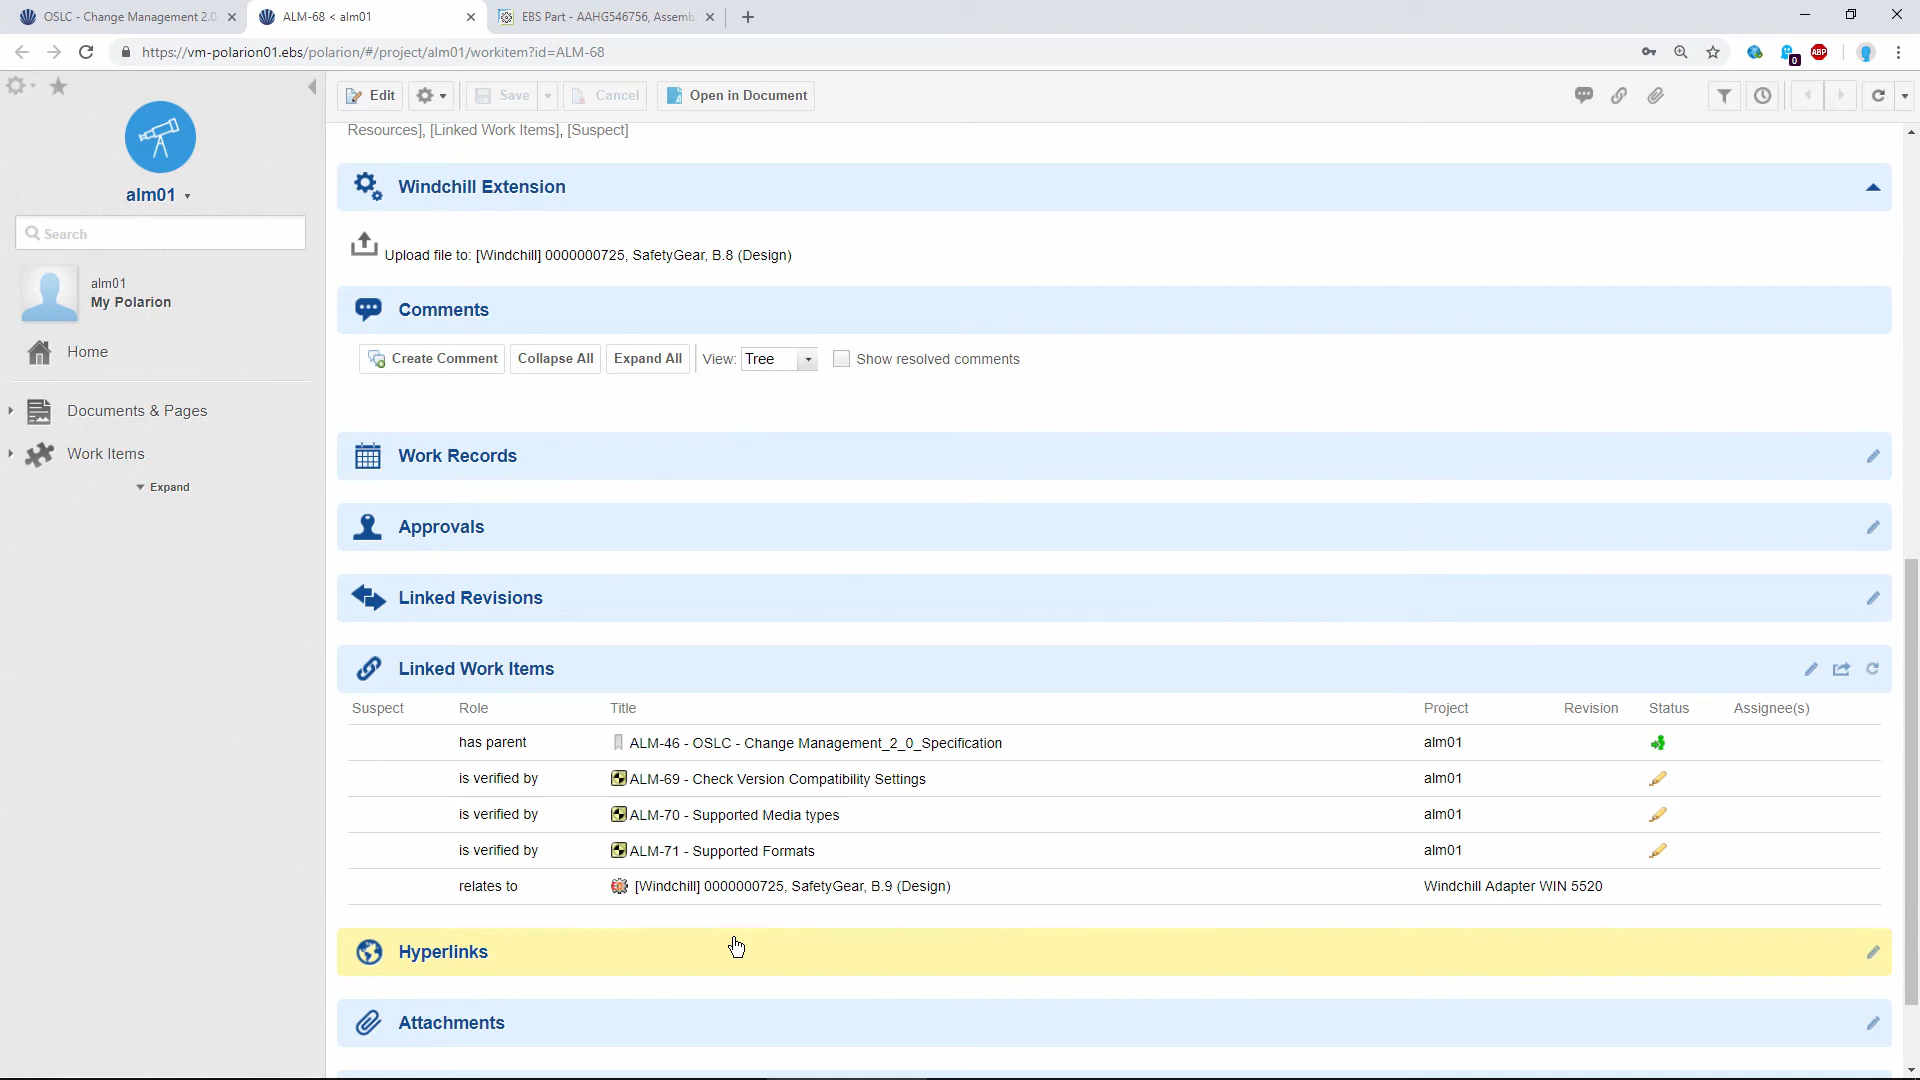 OSLC - Change Management 2.0
ALM-68 < alm01
EBS Part - AAHG546756, Assemb
https://vm-polarion01.ebs/polarion/#/project/alm01/workitem?id=ALM-68
0
ABP
Edit
Save
Cancel
Open in Document
alm01
Search
alm01
My Polarion
Home
Documents & Pages
Work Items
Expand
Resources], [Linked Work Items], [Suspect]
Windchill Extension
Upload file to: [Windchill] 0000000725, SafetyGear, B.8 (Design)
Comments
Create Comment Collapse All Expand All View: Tree Show resolved comments
Work Records
Approvals
Linked Revisions
Linked Work Items
Suspect Role Title Project Revision Status Assignee(s)
has parent ALM-46 - OSLC - Change Management_2_0_Specification alm01
is verified by ALM-69 - Check Version Compatibility Settings alm01
is verified by ALM-70 - Supported Media types alm01
is verified by ALM-71 - Supported Formats alm01
relates to [Windchill] 0000000725, SafetyGear, B.9 (Design) Windchill Adapter WIN 5520
Hyperlinks
Attachments